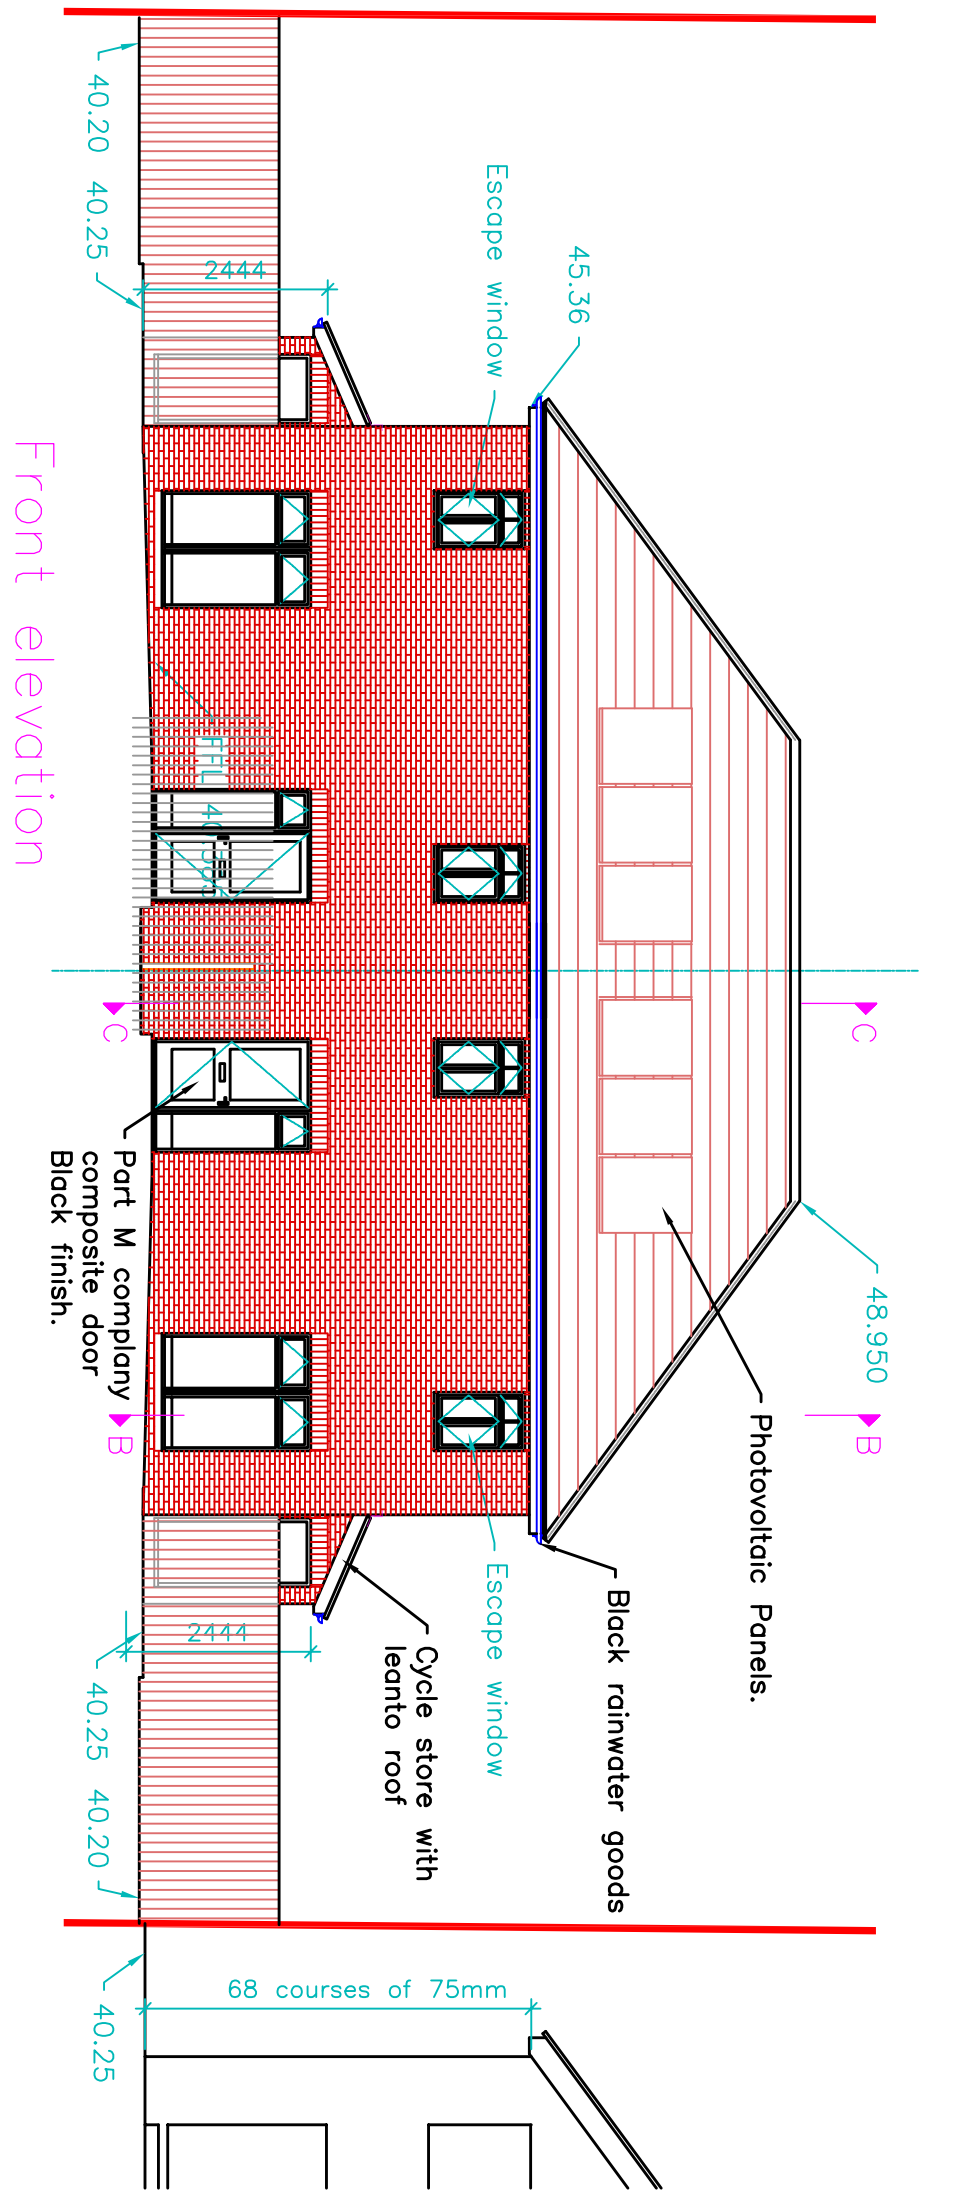 48.950
C
B
Photovoltaic Panels.
45.36
Black rainwater goods
Escape window
Escape window
Cycle store with
leanto roof
2444
2444
68 courses of 75mm
FFL 40.395
40.20
40.25
C
Part M complany
composite door
Black finish.
B
40.25
40.20
40.25
Front elevation